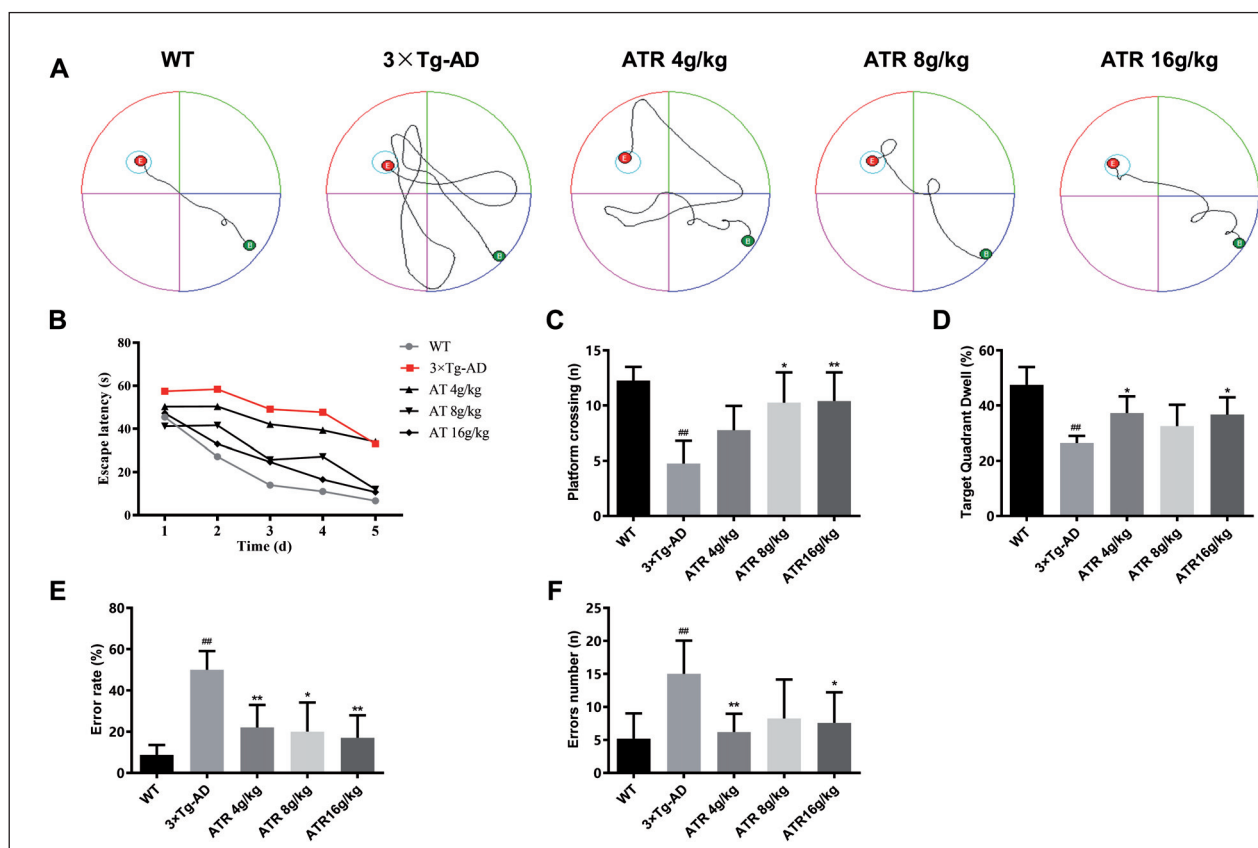 A
WT
3×Tg-AD
ATR 4g/kg
ATR 8g/kg
ATR 16g/kg
E
B
E
B
E
B
E
B
E
B
B
Escape latency (s)
80
60
40
20
0
1 2 3 4 5
Time (d)
WT
3×Tg-AD
AT 4g/kg
AT 8g/kg
AT 16g/kg
C
Platform crossing (n)
15
10
5
0
##
*
**
WT
3×Tg-AD
ATR 4g/kg
ATR 8g/kg
ATR16g/kg
D
Target Quadrant Dwell (%)
60
40
20
0
##
*
*
WT
3×Tg-AD
ATR 4g/kg
ATR 8g/kg
ATR16g/kg
E
Error rate (%)
80
60
40
20
0
##
**
*
**
WT
3×Tg-AD
ATR 4g/kg
ATR 8g/kg
ATR16g/kg
F
Errors number (n)
25
20
15
10
5
0
##
**
*
WT
3×Tg-AD
ATR 4g/kg
ATR 8g/kg
ATR16g/kg